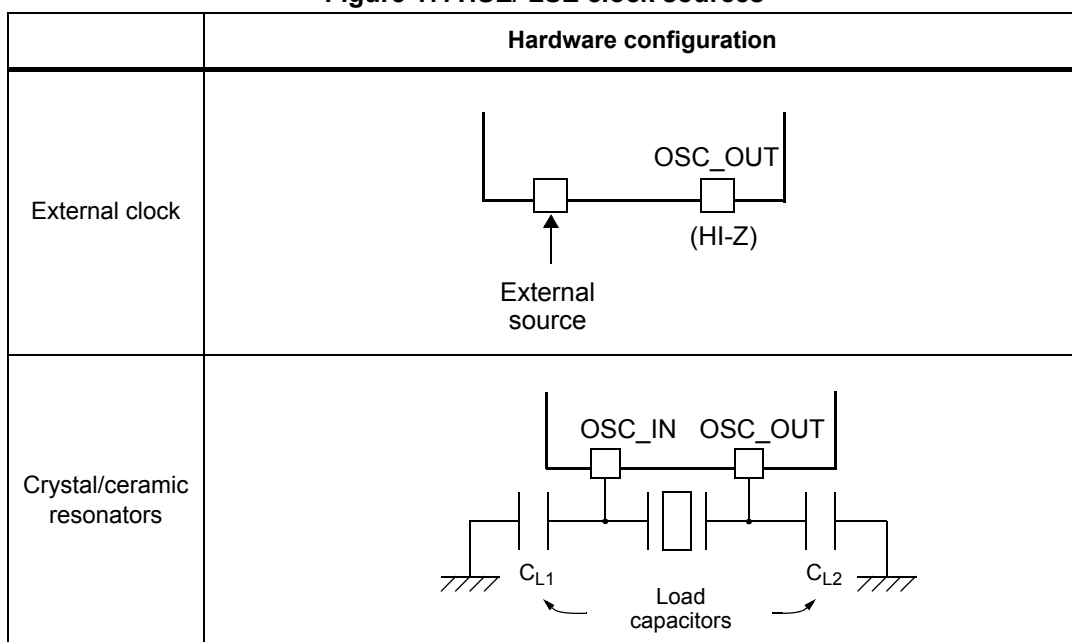 Figure 17. HSE/ LSE clock sources
Hardware configuration
External clock
OSC_OUT
(HI-Z)
External
source
Crystal/ceramic
resonators
OSC_IN OSC_OUT
CL1
CL2
Load
capacitors